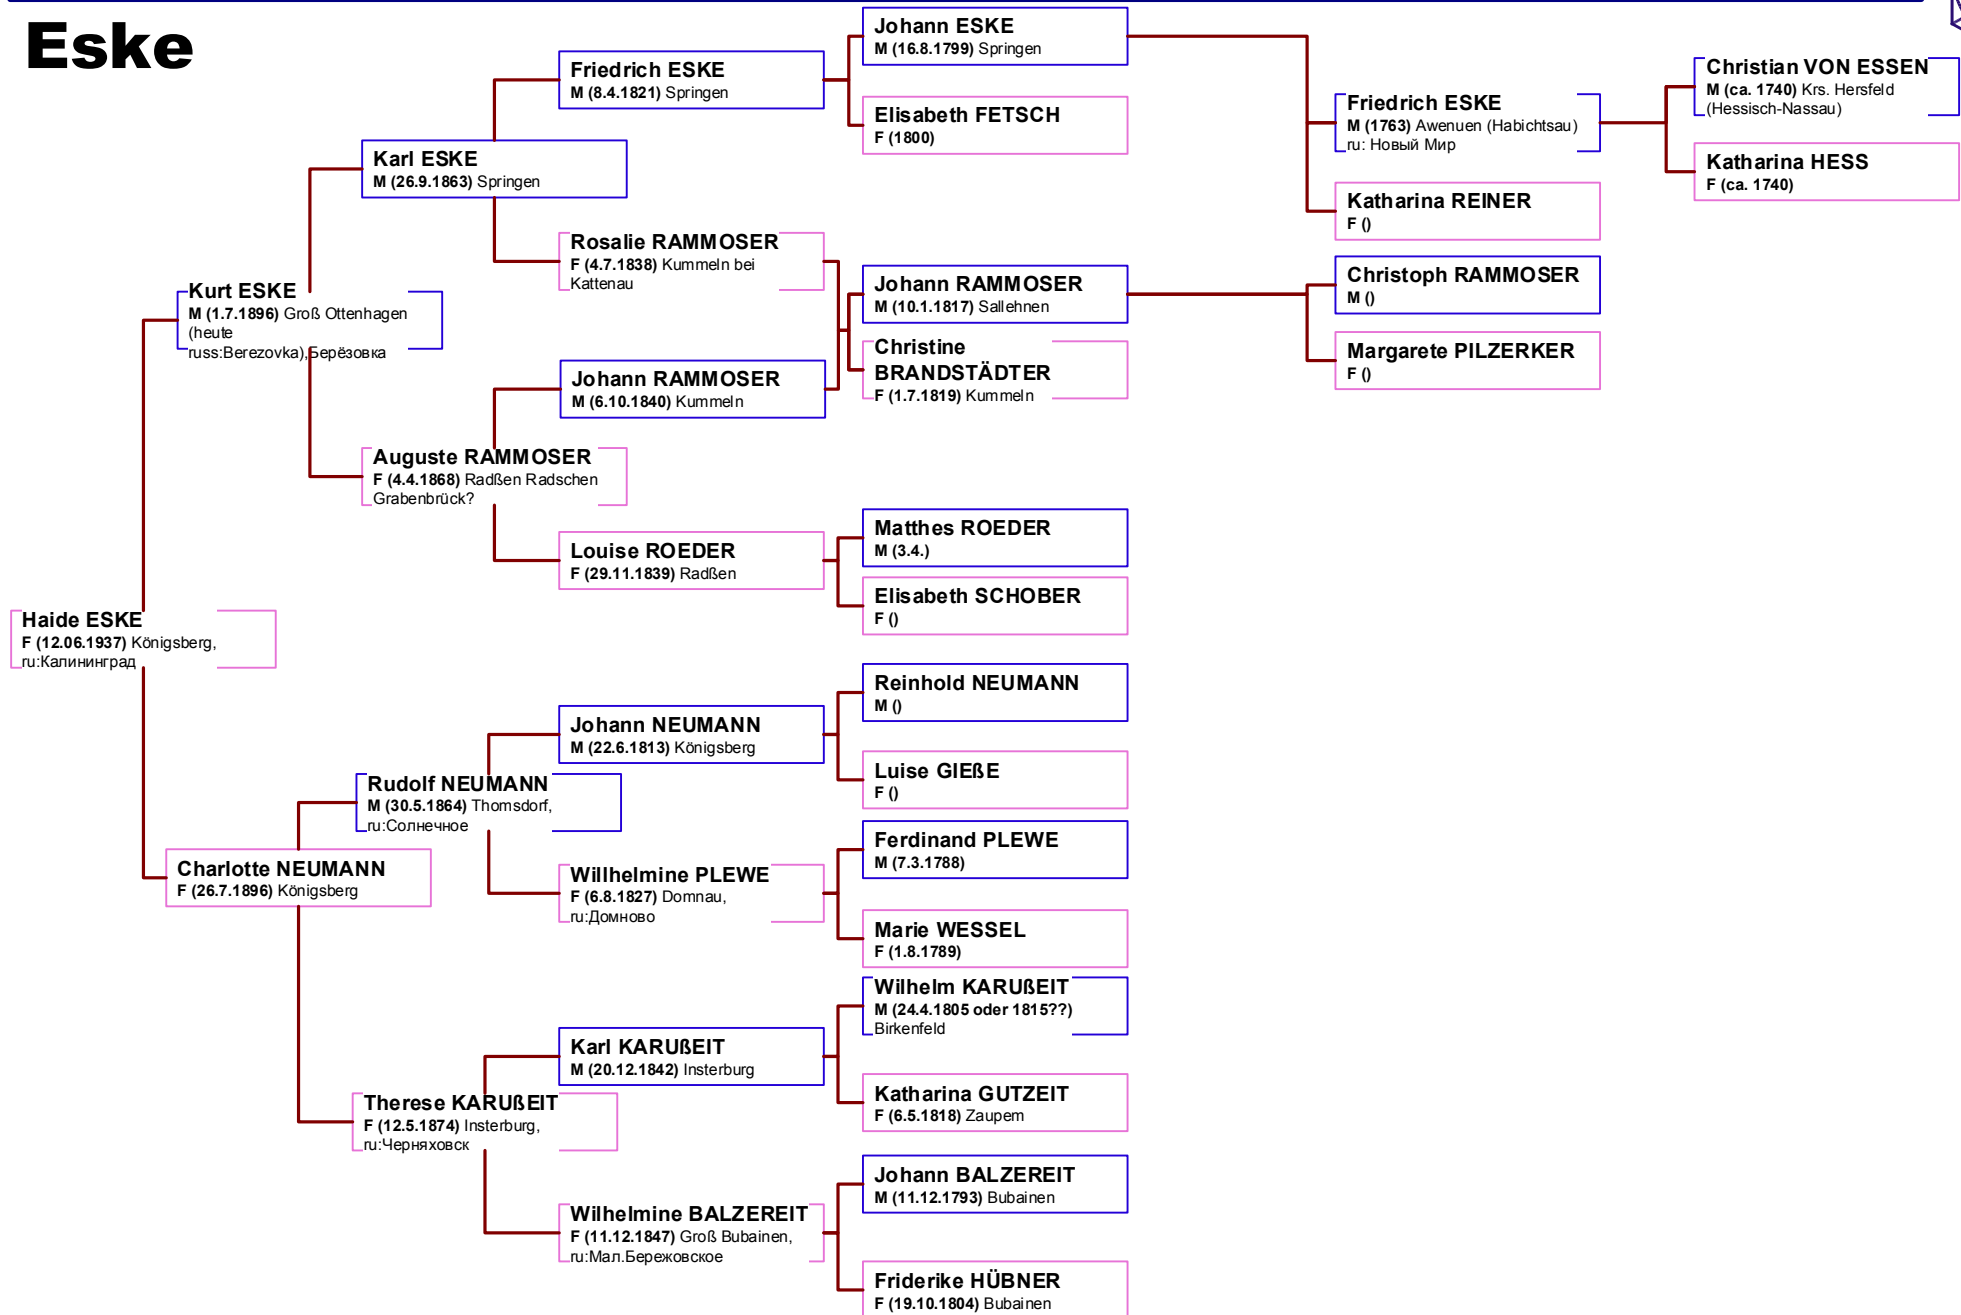 Eske
Johann ESKE
M (16.8.1799) Springen
Friedrich ESKE
M (8.4.1821) Springen
Elisabeth FETSCH
F (1800)
Christian VON ESSEN
M (ca. 1740) Krs. Hersfeld
(Hessisch-Nassau)
Friedrich ESKE
M (1763) Awenuen (Habichtsau)
ru: Новый Мир
Katharina HESS
F (ca. 1740)
Karl ESKE
M (26.9.1863) Springen
Katharina REINER
F ()
Rosalie RAMMOSER
F (4.7.1838) Kummeln bei
Kattenau
Johann RAMMOSER
M (10.1.1817) Sallehnen
Christoph RAMMOSER
M ()
Kurt ESKE
M (1.7.1896) Groß Ottenhagen
(heute
russ:Berezovka),Берёзовка
Christine
BRANDSTÄDTER
F (1.7.1819) Kummeln
Margarete PILZERKER
F ()
Johann RAMMOSER
M (6.10.1840) Kummeln
Auguste RAMMOSER
F (4.4.1868) Radßen Radschen
Grabenbrück?
Matthes ROEDER
M (3.4.)
Louise ROEDER
F (29.11.1839) Radßen
Elisabeth SCHOBER
F ()
Haide ESKE
F (12.06.1937) Königsberg,
ru:Калининград
Reinhold NEUMANN
M ()
Johann NEUMANN
M (22.6.1813) Königsberg
Luise GIEßE
F ()
Rudolf NEUMANN
M (30.5.1864) Thomsdorf,
ru:Солнечное
Ferdinand PLEWE
M (7.3.1788)
Charlotte NEUMANN
F (26.7.1896) Königsberg
Willhelmine PLEWE
F (6.8.1827) Domnau,
ru:Домново
Marie WESSEL
F (1.8.1789)
Wilhelm KARUßEIT
M (24.4.1805 oder 1815??)
Birkenfeld
Karl KARUßEIT
M (20.12.1842) Insterburg
Katharina GUTZEIT
F (6.5.1818) Zaupem
Therese KARUßEIT
F (12.5.1874) Insterburg,
ru:Черняховск
Johann BALZEREIT
M (11.12.1793) Bubainen
Wilhelmine BALZEREIT
F (11.12.1847) Groß Bubainen,
ru:Мал.Бережовское
Friderike HÜBNER
F (19.10.1804) Bubainen